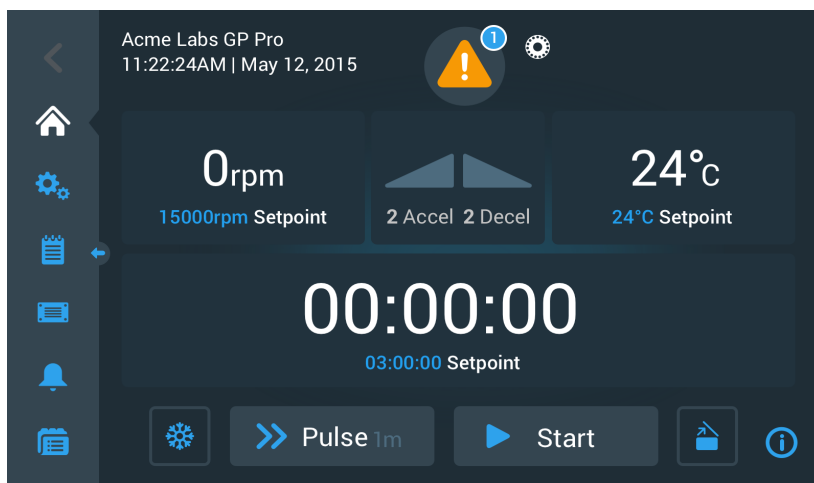 Acme Labs GP Pro
1
11:22:24AM | May 12, 2015
0rpm
24°C
15000rpm Setpoint
2 Accel 2 Decel
24°C Setpoint
00:00:00
03:00:00 Setpoint
Pulse 1m
Start